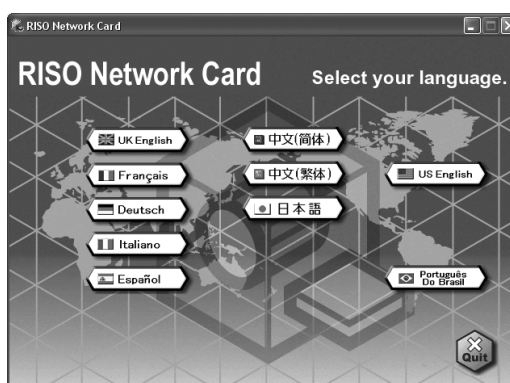 RISO Network Card
RISO Network Card
Select your language.
UK English
Français
Deutsch
Italiano
Español
中文(简体)
中文(繁体)
日本語
US English
Português
Do Brasil
Quit